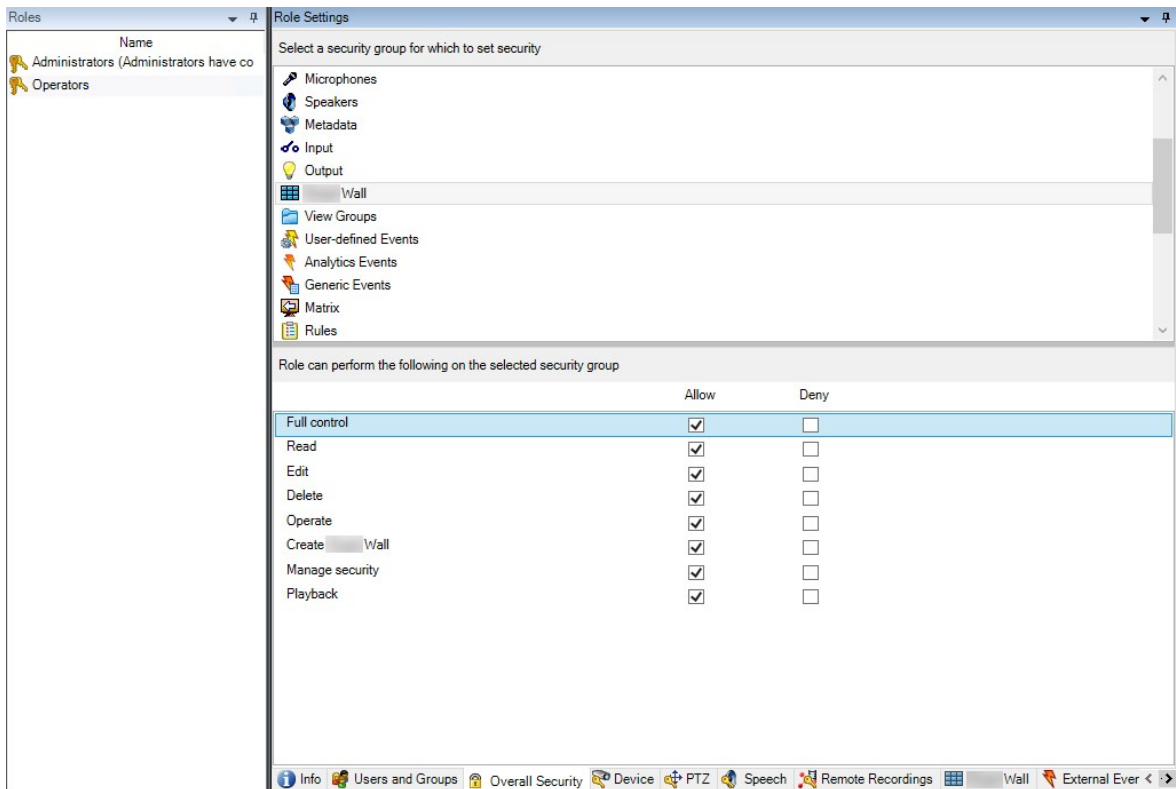 Roles
Name
Administrators (Administrators have co
Operators
Role Settings
Select a security group for which to set security
Microphones
Speakers
Metadata
Input
Output
Wall
View Groups
User-defined Events
Analytics Events
Generic Events
Matrix
Rules
Role can perform the following on the selected security group
Allow Deny
Full control
Read
Edit
Delete
Operate
Create Wall
Manage security
Playback
Info Users and Groups Overall Security Device PTZ Speech Remote Recordings Wall External Ever